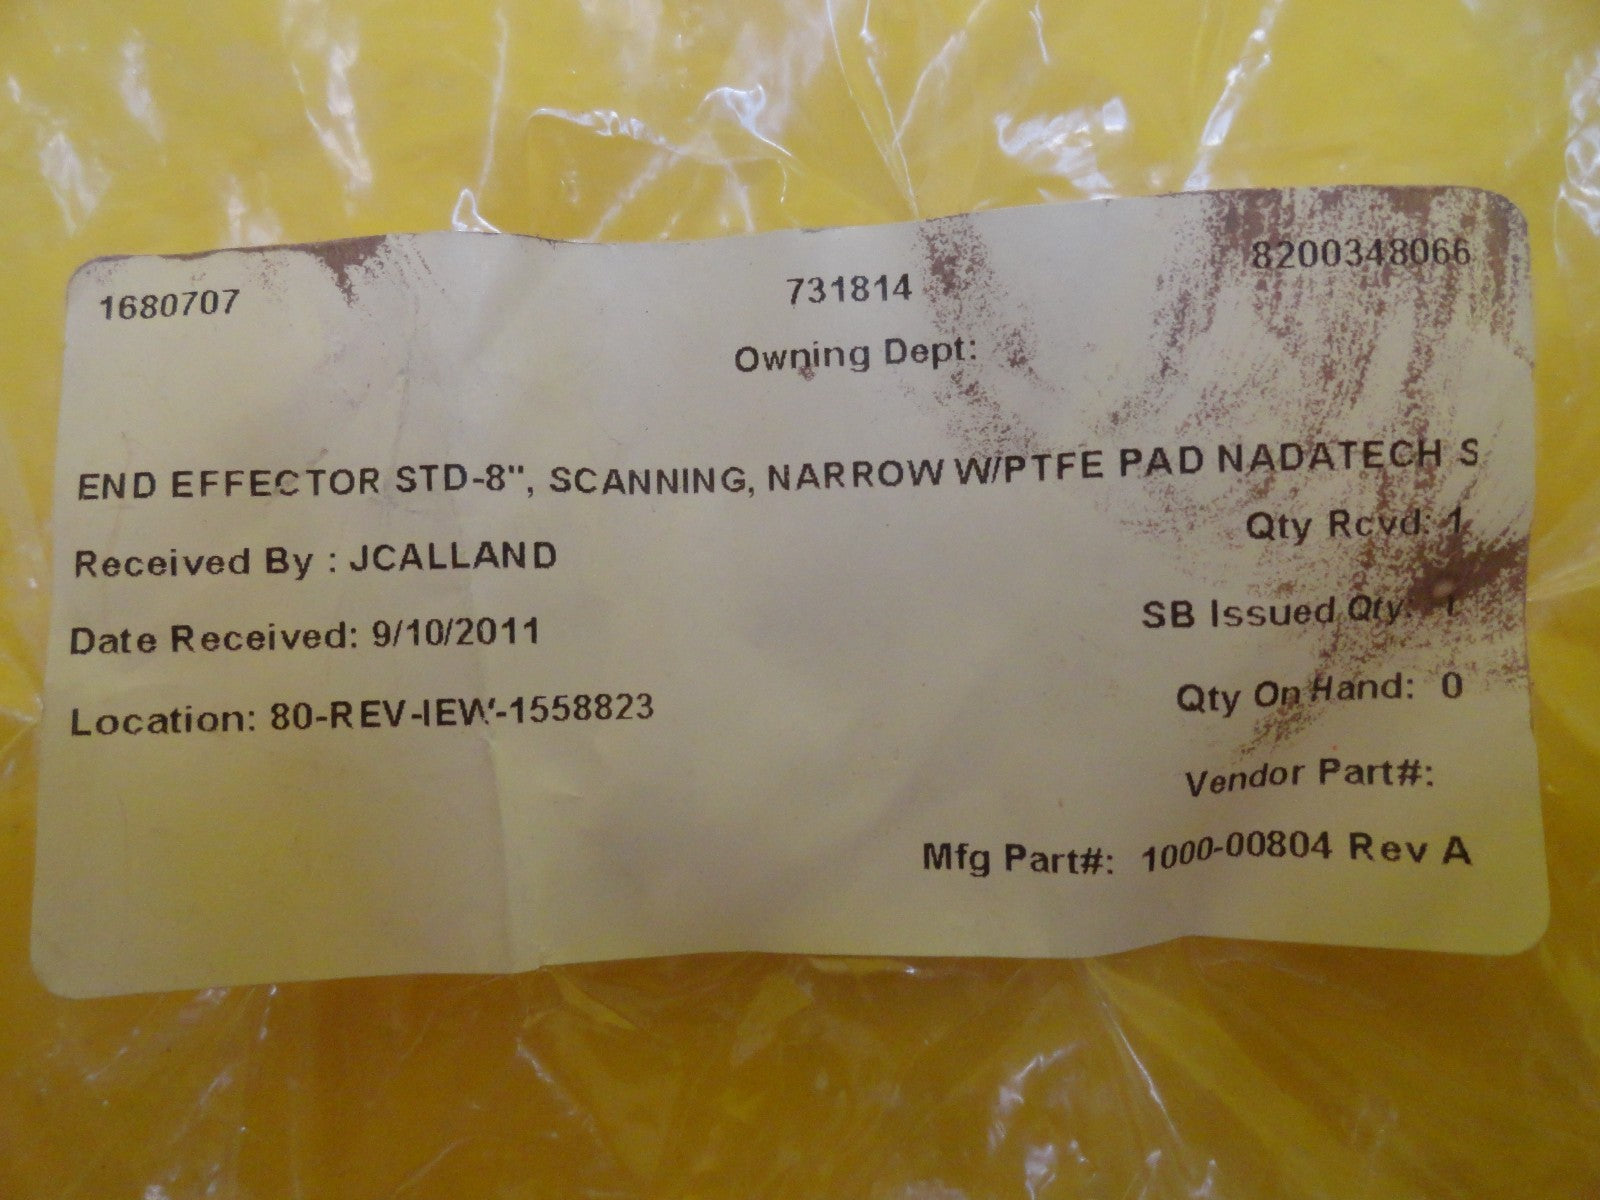 1680707 731814 8200348066
Owning Dept:
END EFFECTOR STD-8", SCANNING, NARROW W/PTFE PAD NADATECH S
Qty Rcvd: 1
Received By : JCALLAND
SB Issued Qty: 1
Date Received: 9/10/2011
Qty On Hand: 0
Location: 80-REV-IEW-1558823
Vendor Part#:
Mfg Part#: 1000-00804 Rev A